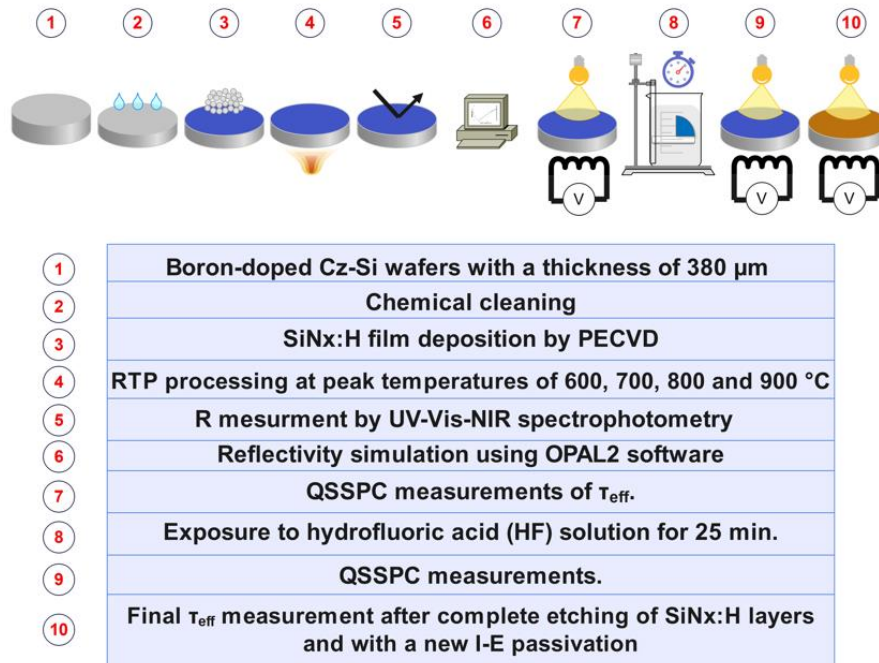 1 2 3 4 5 6 7 8 9 10
V V V
1 Boron-doped Cz-Si wafers with a thickness of 380 µm
2 Chemical cleaning
3 SiNx:H film deposition by PECVD
4 RTP processing at peak temperatures of 600, 700, 800 and 900 °C
5 R mesurment by UV-Vis-NIR spectrophotometry
6 Reflectivity simulation using OPAL2 software
7 QSSPC measurements of τeff.
8 Exposure to hydrofluoric acid (HF) solution for 25 min.
9 QSSPC measurements.
10 Final τeff measurement after complete etching of SiNx:H layers
and with a new I-E passivation